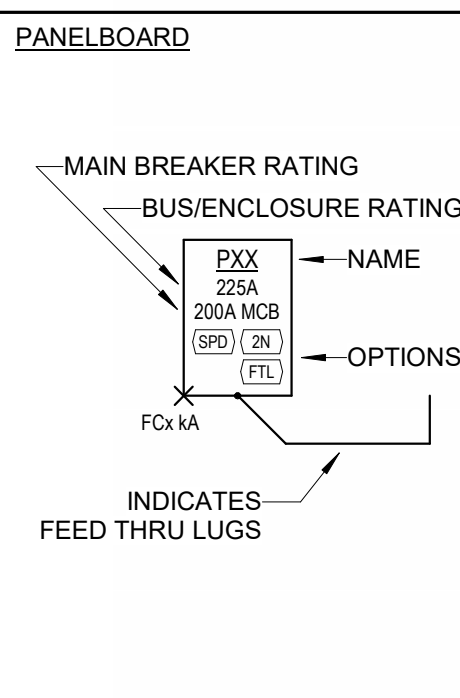 PANELBOARD
MAIN BREAKER RATING
BUS/ENCLOSURE RATING
PXX
225A
200A MCB
SPD 2N
FTL
NAME
OPTIONS
FCx kA
INDICATES
FEED THRU LUGS